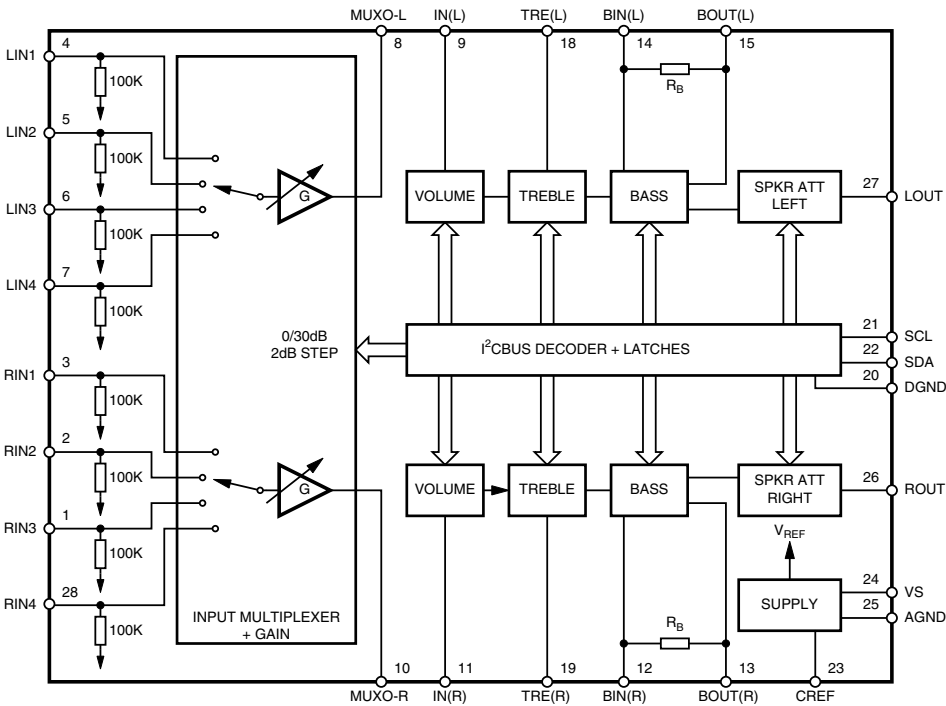 MUXO-L IN(L) TRE(L) BIN(L) BOUT(L)
8 9 18 14 15
LIN1 4
100K
LIN2 5
100K
LIN3 6
100K
LIN4 7
100K
G
R_B
VOLUME TREBLE BASS
SPKR ATT
LEFT
27 LOUT
0/30dB
2dB STEP
I²CBUS DECODER + LATCHES
21 SCL
22 SDA
20 DGND
RIN1 3
100K
RIN2 2
100K
RIN3 1
100K
RIN4 28
100K
G
VOLUME TREBLE BASS
SPKR ATT
RIGHT
26 ROUT
V_REF
SUPPLY
24 VS
25 AGND
INPUT MULTIPLEXER
+ GAIN
R_B
10 11 19 12 13 23
MUXO-R IN(R) TRE(R) BIN(R) BOUT(R) CREF